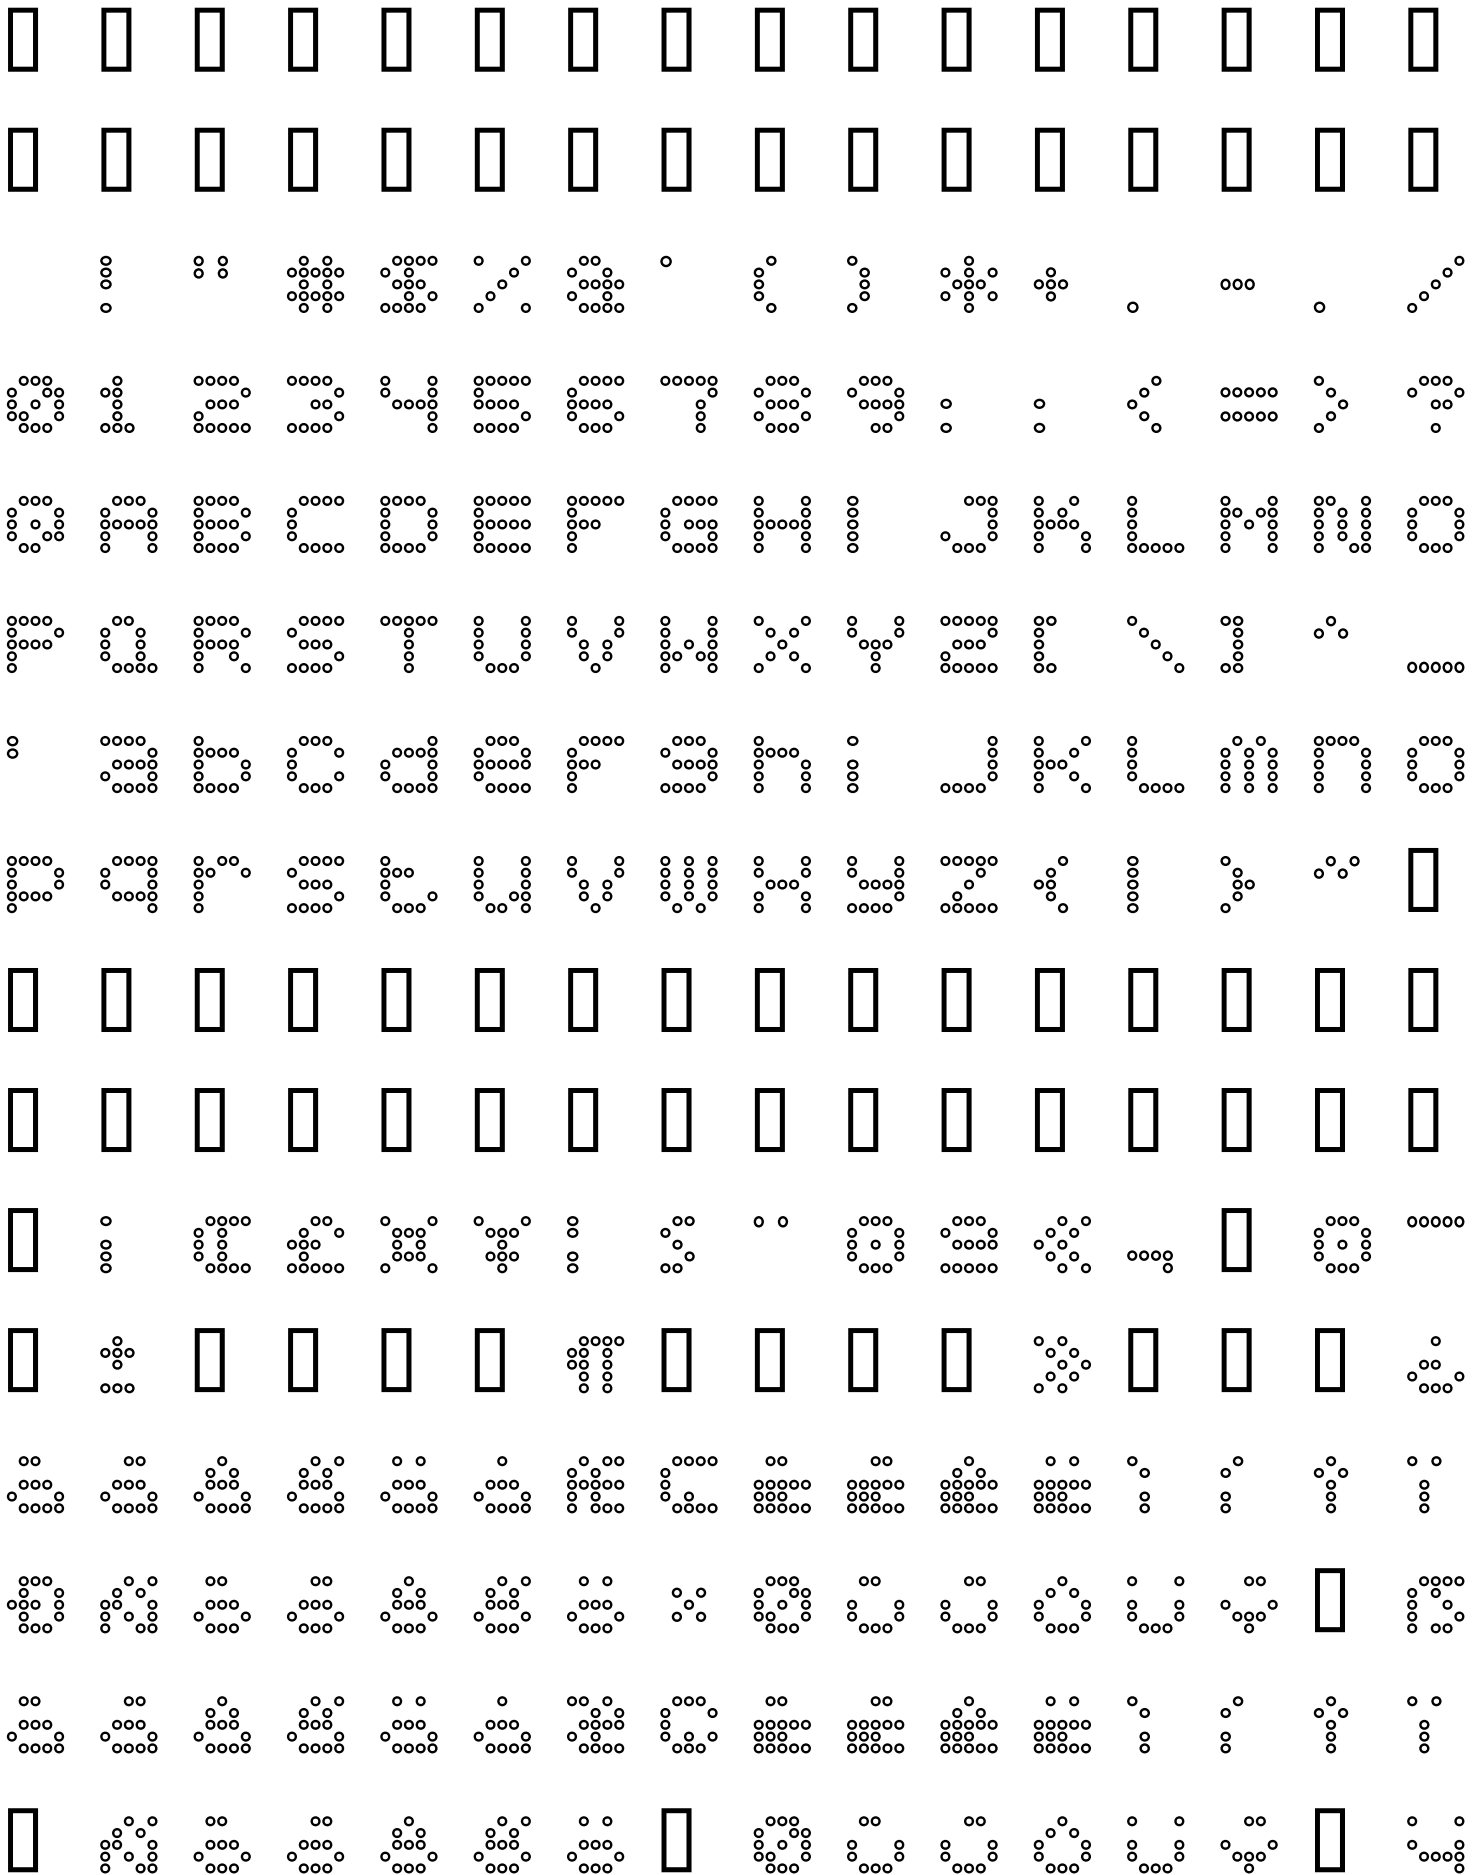 ! " # $ % & ' ( ) * + , - . /
0 1 2 3 4 5 6 7 8 9 : ; < = > ?
@ A B C D E F G H I J K L M N O
P Q R S T U V W X Y Z [ \ ] ^ _
` a b c d e f g h i j k l m n o
p q r s t u v w x y z { | } ~
¡ ¢ £ ¤ ¥ ¦ § ¨ © ª « ¬ ® ¯
± ¶ » ¿
À Á Â Ã Ä Å Æ Ç È É Ê Ë Ì Í Î Ï
Ð Ñ Ò Ó Ô Õ Ö × Ø Ù Ú Û Ü Ý ß
à á â ã ä å æ ç è é ê ë ì í î ï
ñ ò ó ô õ ö ø ù ú û ü ý ÿ